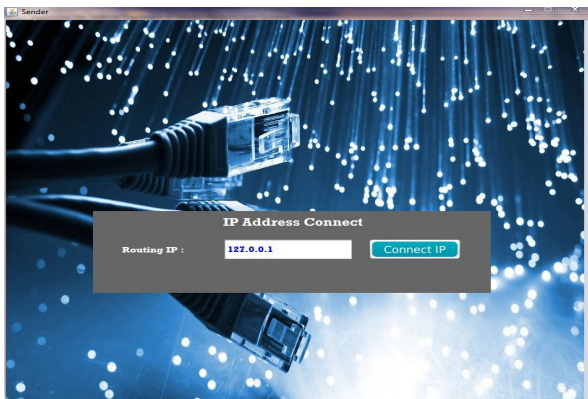 Sender
IP Address Connect
Routing IP :
127.0.0.1
Connect IP